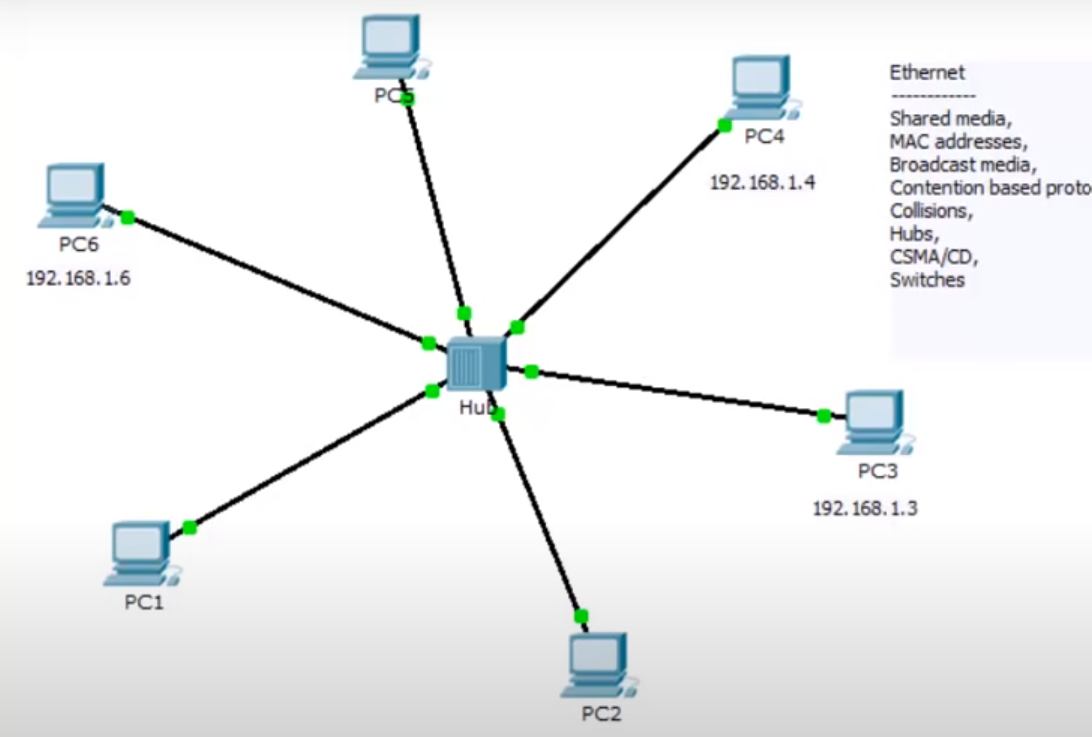 PC5
PC4
192.168.1.4
Ethernet
------------
Shared media,
MAC addresses,
Broadcast media,
Contention based proto
Collisions,
Hubs,
CSMA/CD,
Switches
PC6
192.168.1.6
Hub
PC3
192.168.1.3
PC1
PC2